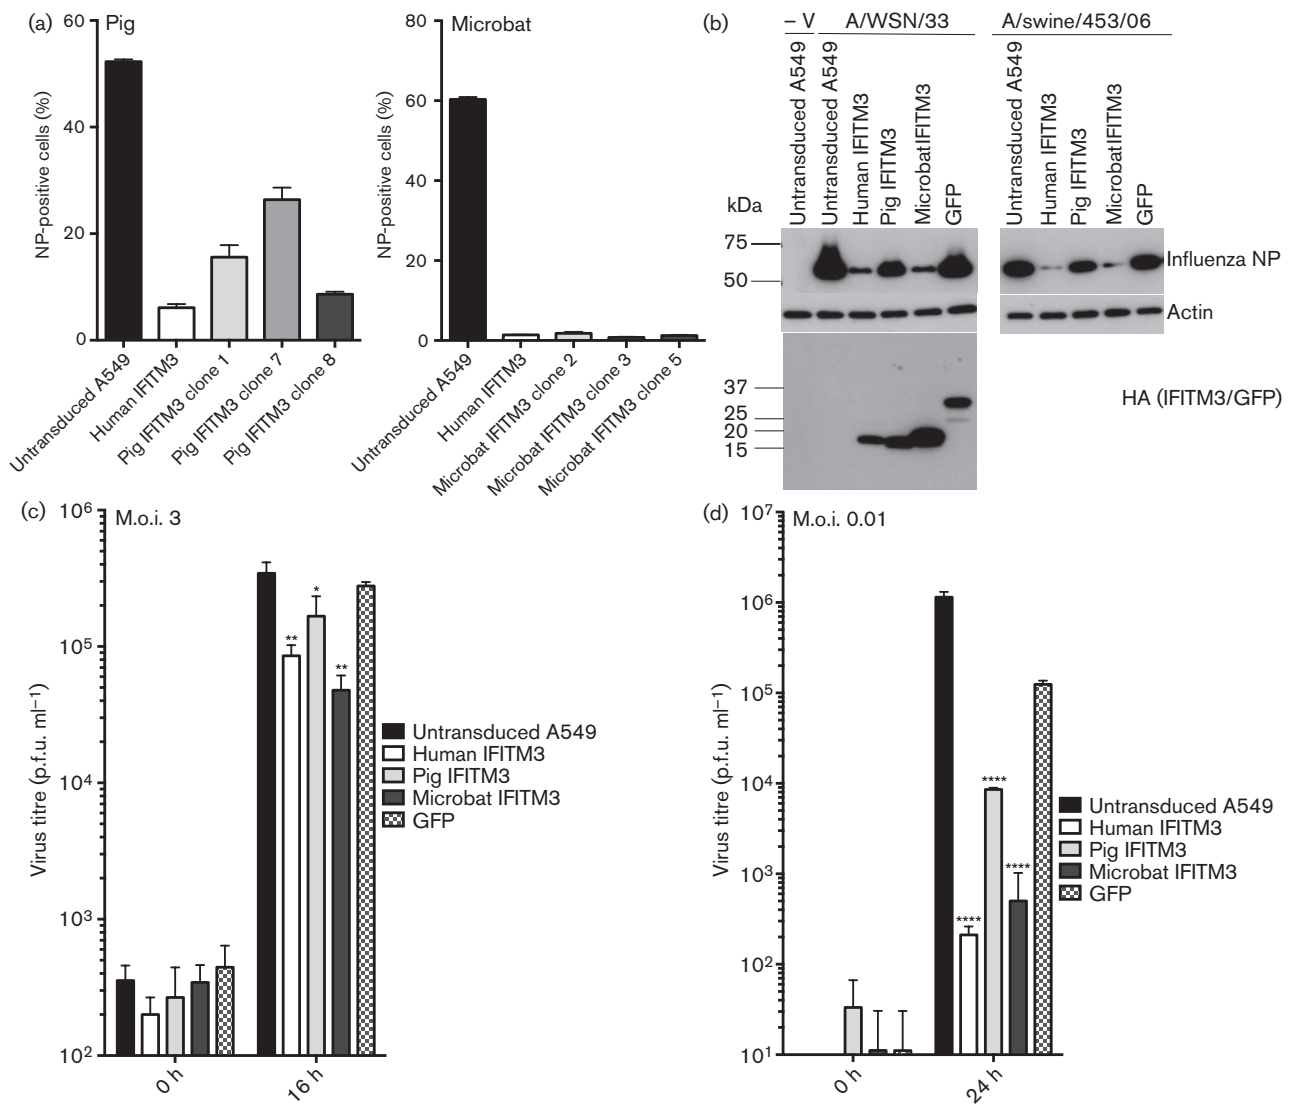 (a)
Pig
NP-positive cells (%)
60
40
20
0
Untransduced A549
Human IFITM3
Pig IFITM3 clone 1
Pig IFITM3 clone 7
Pig IFITM3 clone 8
Microbat
NP-positive cells (%)
80
60
40
20
0
Untransduced A549
Human IFITM3
Microbat IFITM3 clone 2
Microbat IFITM3 clone 3
Microbat IFITM3 clone 5
(b)
– V
A/WSN/33
A/swine/453/06
Untransduced A549
Untransduced A549
Human IFITM3
Pig IFITM3
MicrobatIFITM3
GFP
Untransduced A549
Human IFITM3
Pig IFITM3
MicrobatIFITM3
GFP
kDa
75
50
Influenza NP
Actin
37
25
20
15
HA (IFITM3/GFP)
(c)
M.o.i. 3
Virus titre (p.f.u. ml⁻¹)
10⁶
10⁵
10⁴
10³
10²
**
*
**
0 h
16 h
Untransduced A549
Human IFITM3
Pig IFITM3
Microbat IFITM3
GFP
(d)
M.o.i. 0.01
Virus titre (p.f.u. ml⁻¹)
10⁷
10⁶
10⁵
10⁴
10³
10²
10¹
****
****
****
0 h
24 h
Untransduced A549
Human IFITM3
Pig IFITM3
Microbat IFITM3
GFP